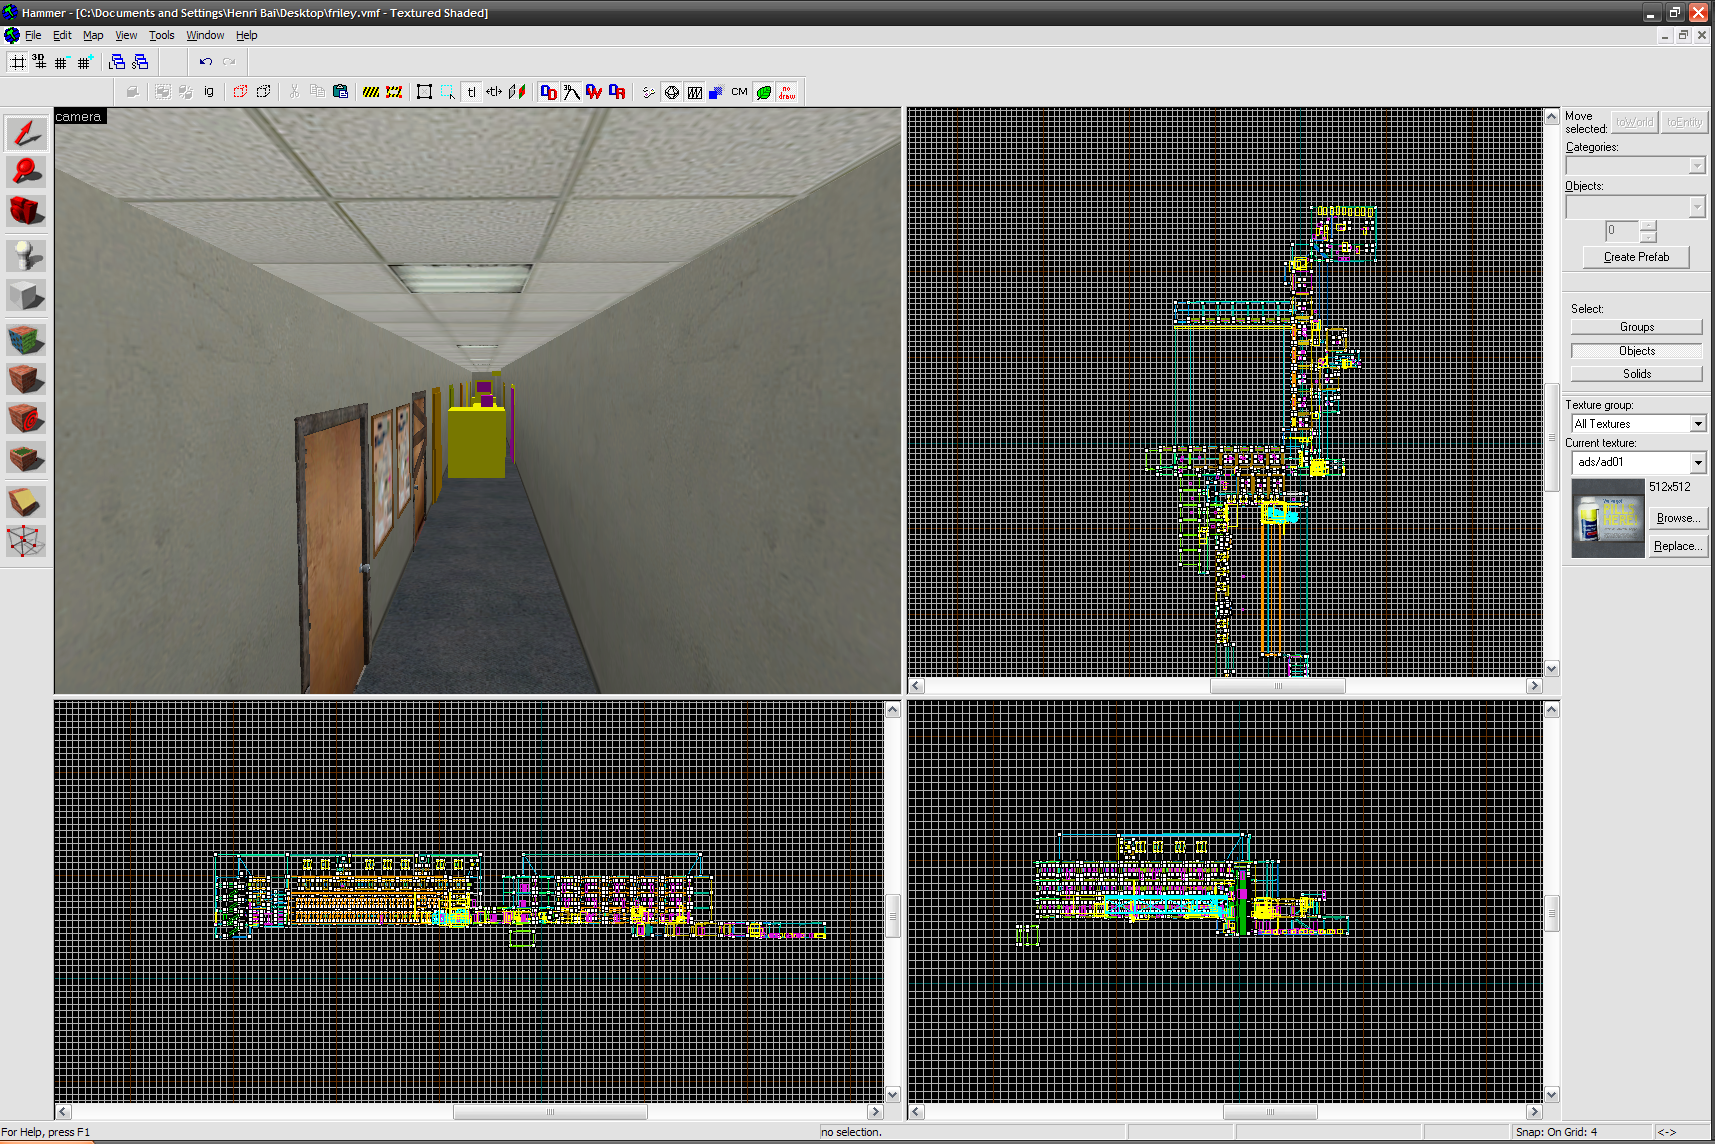 Hammer - [C:\Documents and Settings\Henri Bai\Desktop\friley.vmf - Textured Shaded]
File Edit Map View Tools Window Help
3D
ig
tl
CM
no draw
camera
Move selected:
toWorld
toEntity
Categories:
Objects:
0
Create Prefab
Select:
Groups
Objects
Solids
Texture group:
All Textures
Current texture:
ads/ad01
512x512
PILLS HERE!
Browse...
Replace...
For Help, press F1
no selection.
Snap: On Grid: 4
<->